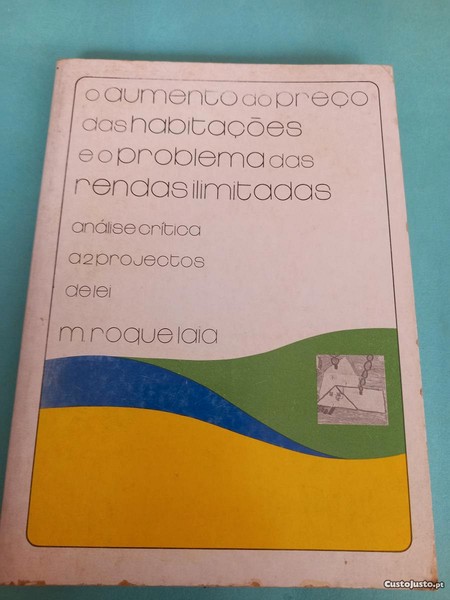 o aumento do preço
das habitações
e o problema das
rendas ilimitadas
análise crítica
a 2 projectos
de lei
m. roque laia
CustoJusto.pt